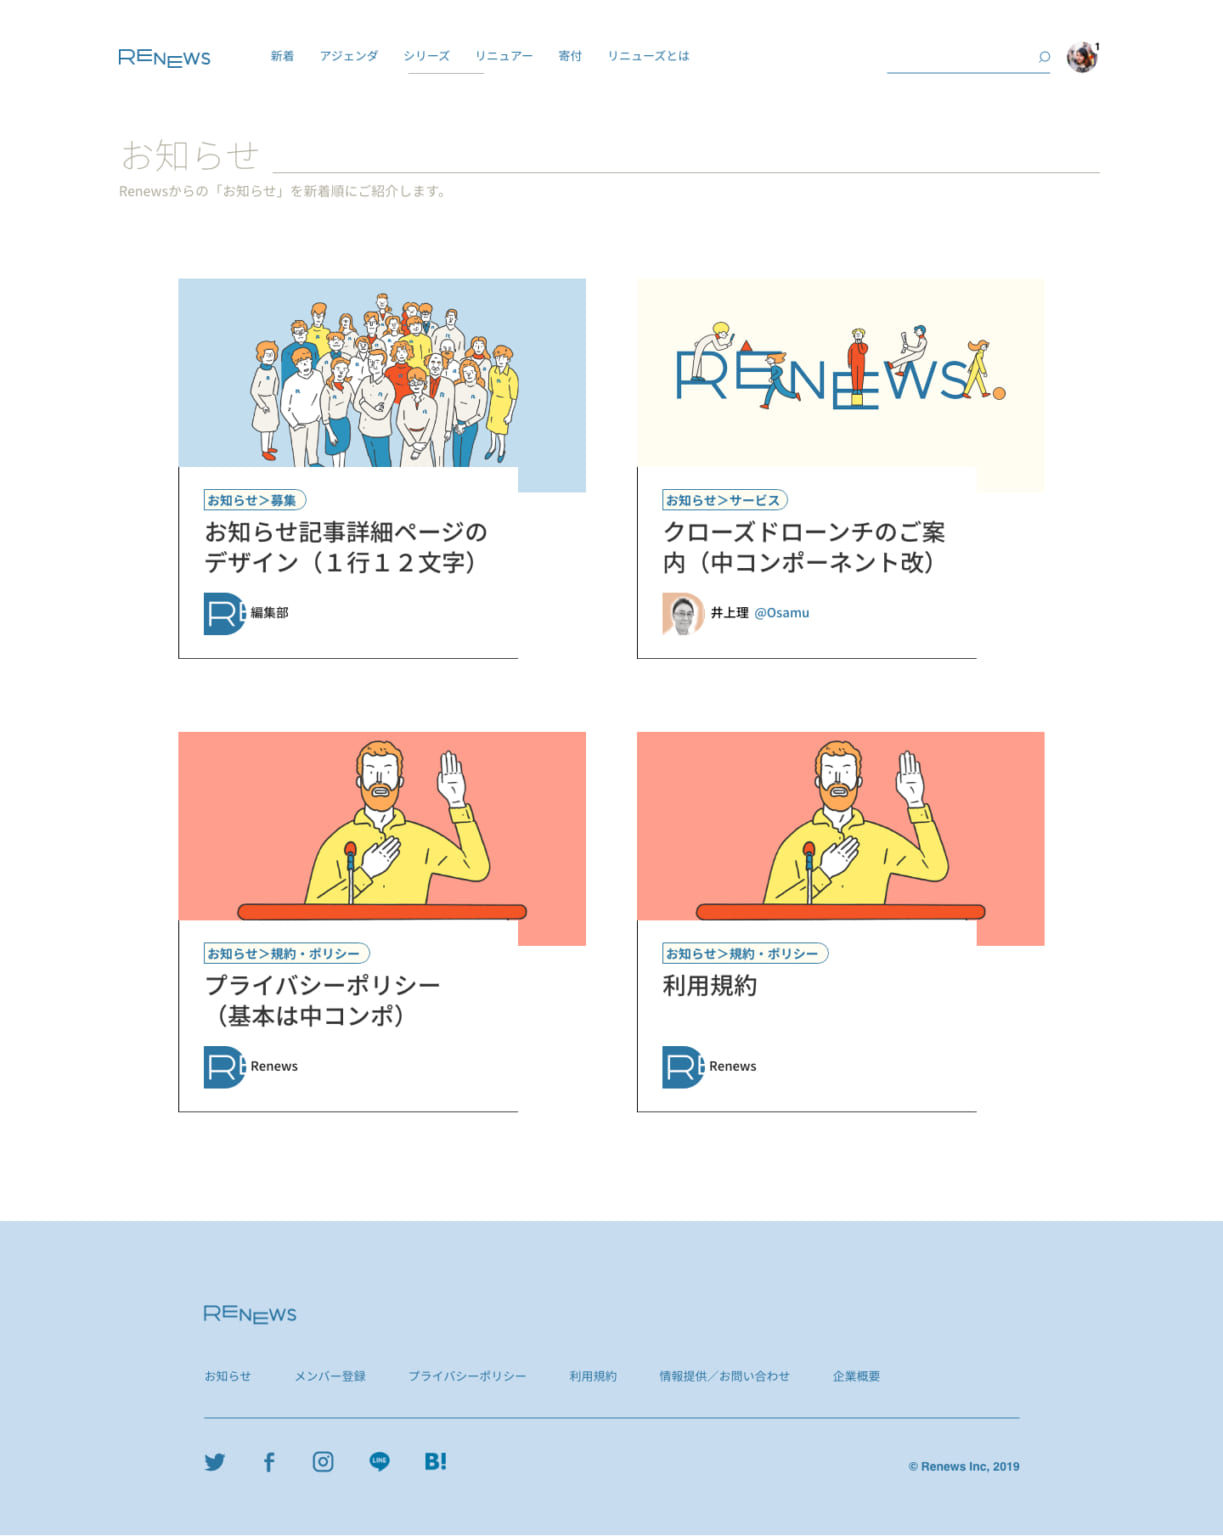 RENEWS
新着 アジェンダ シリーズ リニュアー 寄付 リニューズとは
1
お知らせ
Renewsからの「お知らせ」を新着順にご紹介します。
RENEWS
お知らせ＞募集
お知らせ記事詳細ページの
デザイン（１行１２文字）
RE 編集部
お知らせ＞サービス
クローズドローンチのご案
内（中コンポーネント改）
井上理 @Osamu
お知らせ＞規約・ポリシー
プライバシーポリシー
（基本は中コンポ）
RE Renews
お知らせ＞規約・ポリシー
利用規約
RE Renews
RENEWS
お知らせ メンバー登録 プライバシーポリシー 利用規約 情報提供／お問い合わせ 企業概要
LINE B!
© Renews Inc, 2019